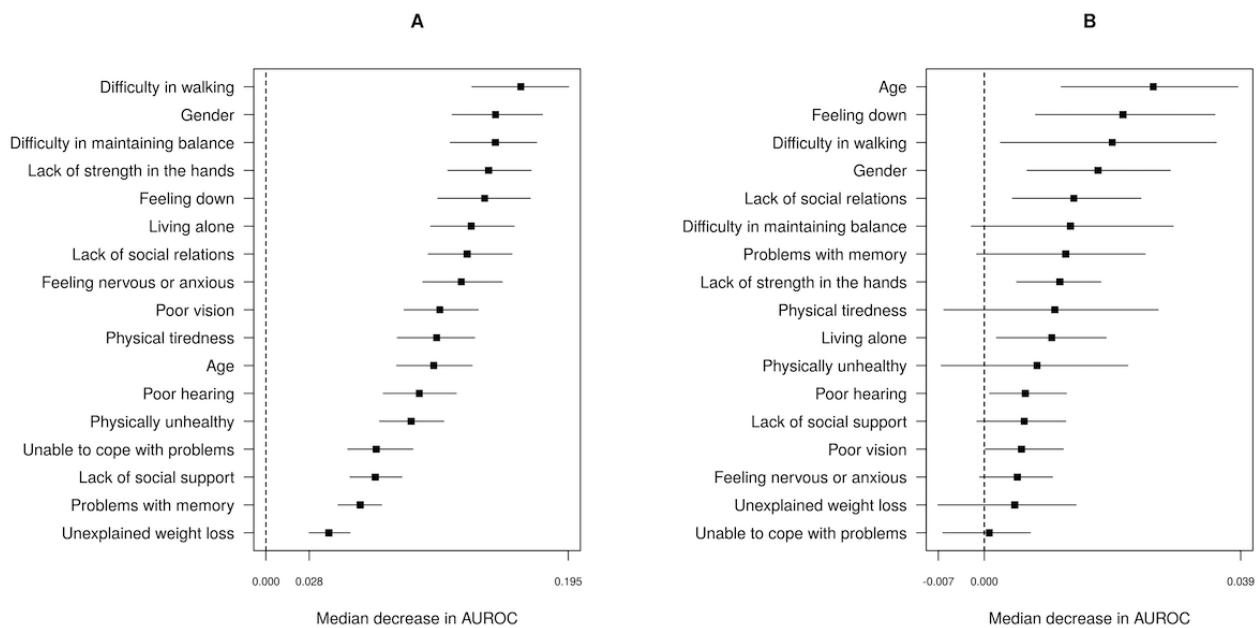 A
Difficulty in walking
Gender
Difficulty in maintaining balance
Lack of strength in the hands
Feeling down
Living alone
Lack of social relations
Feeling nervous or anxious
Poor vision
Physical tiredness
Age
Poor hearing
Physically unhealthy
Unable to cope with problems
Lack of social support
Problems with memory
Unexplained weight loss
0.000 0.028 0.195
Median decrease in AUROC
B
Age
Feeling down
Difficulty in walking
Gender
Lack of social relations
Difficulty in maintaining balance
Problems with memory
Lack of strength in the hands
Physical tiredness
Living alone
Physically unhealthy
Poor hearing
Lack of social support
Poor vision
Feeling nervous or anxious
Unexplained weight loss
Unable to cope with problems
-0.007 0.000 0.039
Median decrease in AUROC